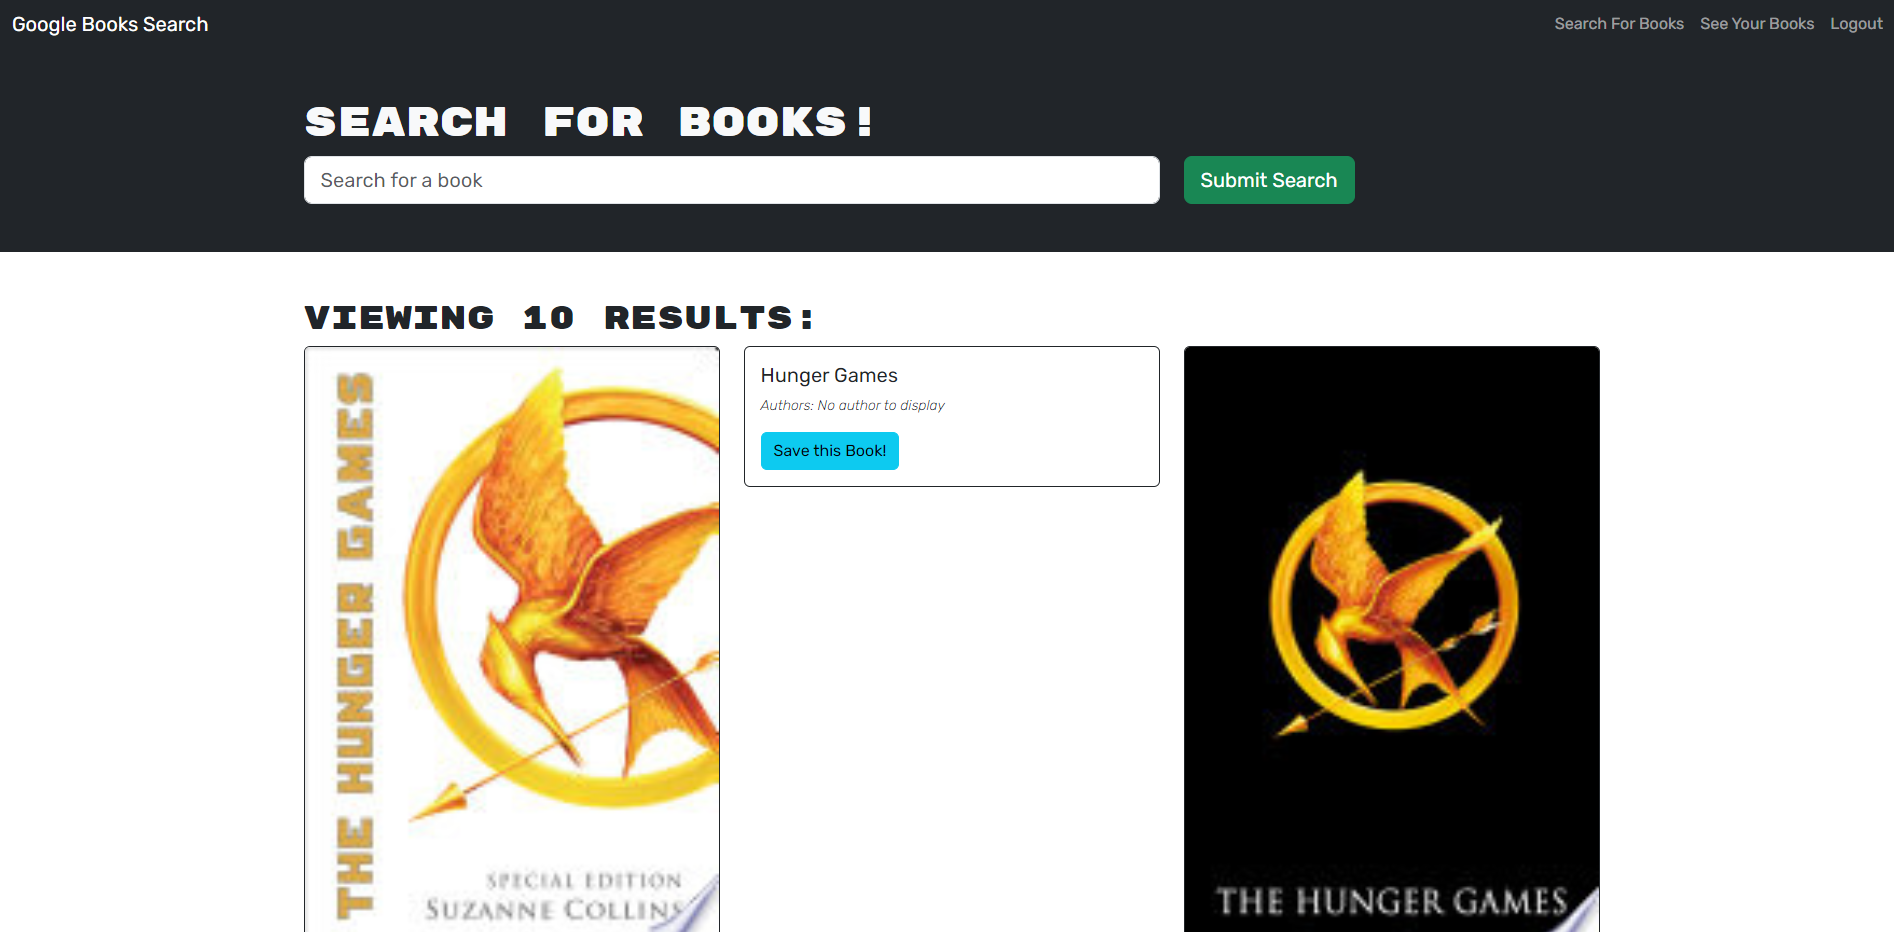 Google Books Search
Search For Books
See Your Books
Logout
SEARCH FOR BOOKS!
Search for a book
Submit Search
VIEWING 10 RESULTS:
THE HUNGER GAMES
SPECIAL EDITION
SUZANNE COLLINS
Hunger Games
Authors: No author to display
Save this Book!
THE HUNGER GAMES